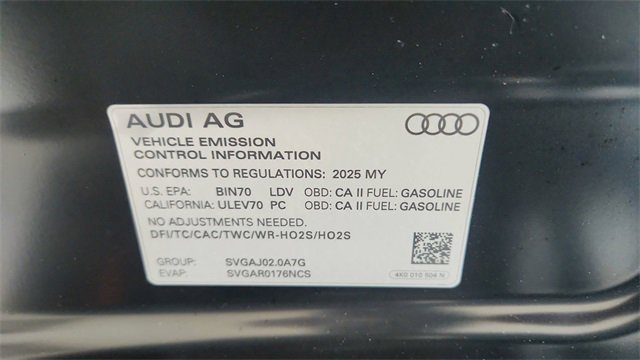 AUDI AG
VEHICLE EMISSION
CONTROL INFORMATION
CONFORMS TO REGULATIONS: 2025 MY
U.S. EPA: BIN70 LDV OBD: CA II FUEL: GASOLINE
CALIFORNIA: ULEV70 PC OBD: CA II FUEL: GASOLINE
NO ADJUSTMENTS NEEDED.
DFI/TC/CAC/TWC/WR-HO2S/HO2S
GROUP: SVGAJ02.0A7G
EVAP: SVGAR0176NCS
4K0 010 504 N